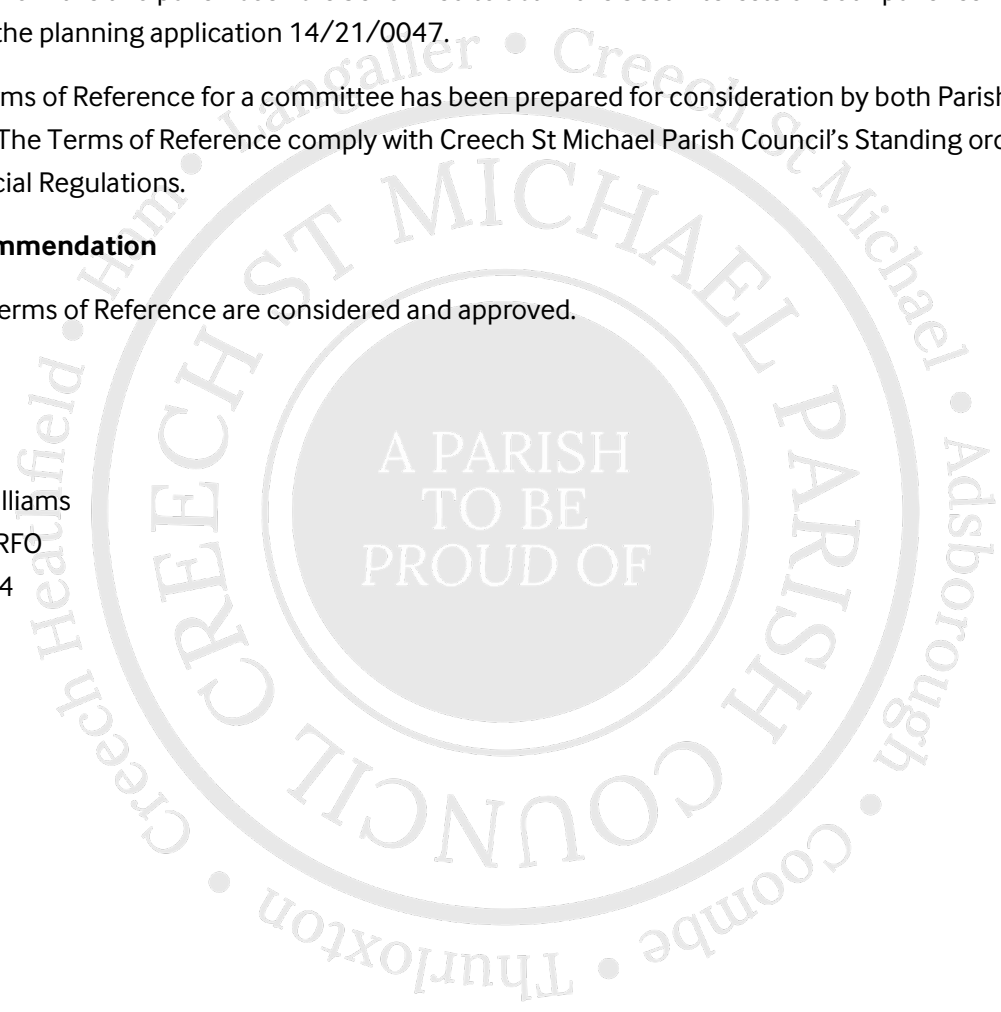 the planning application 14/21/0047.
ms of Reference for a committee has been prepared for consideration by both Parish
The Terms of Reference comply with Creech St Michael Parish Council's Standing ord
cial Regulations.
mmendation
erms of Reference are considered and approved.
lliams
RFO
4
Creech Heathfield • Ham • Langaller • Creech St Michael • Adsborough • Coombe • Thurloxton •
CREECH ST MICHAEL PARISH COUNCIL
A PARISH
TO BE
PROUD OF